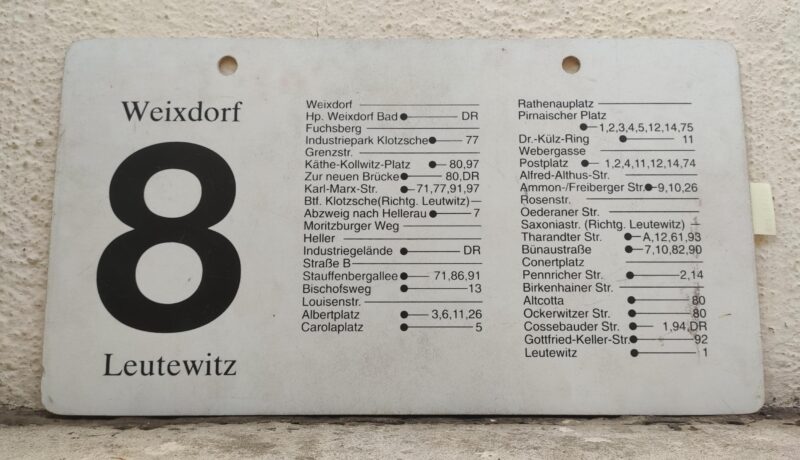 Weixdorf
8
Leutewitz
Weixdorf
Hp. Weixdorf Bad DR
Fuchsberg
Industriepark Klotzsche 77
Grenzstr.
Käthe-Kollwitz-Platz 80,97
Zur neuen Brücke 80,DR
Karl-Marx-Str. 71,77,91,97
Btf. Klotzsche(Richtg. Leutwitz)
Abzweig nach Hellerau 7
Moritzburger Weg
Heller
Industriegelände DR
Straße B
Stauffenbergallee 71,86,91
Bischofsweg 13
Louisenstr.
Albertplatz 3,6,11,26
Carolaplatz 5
Rathenauplatz
Pirnaischer Platz
1,2,3,4,5,12,14,75
Dr.-Külz-Ring 11
Webergasse
Postplatz 1,2,4,11,12,14,74
Alfred-Althus-Str.
Ammon-/Freiberger Str. 9,10,26
Rosenstr.
Oederaner Str.
Saxoniastr. (Richtg. Leutewitz)
Tharandter Str. A,12,61,93
Bünaustraße 7,10,82,90
Conertplatz
Pennricher Str. 2,14
Birkenhainer Str.
Altcotta 80
Ockerwitzer Str. 80
Cossebauder Str. 1,94,DR
Gottfried-Keller-Str. 92
Leutewitz 1